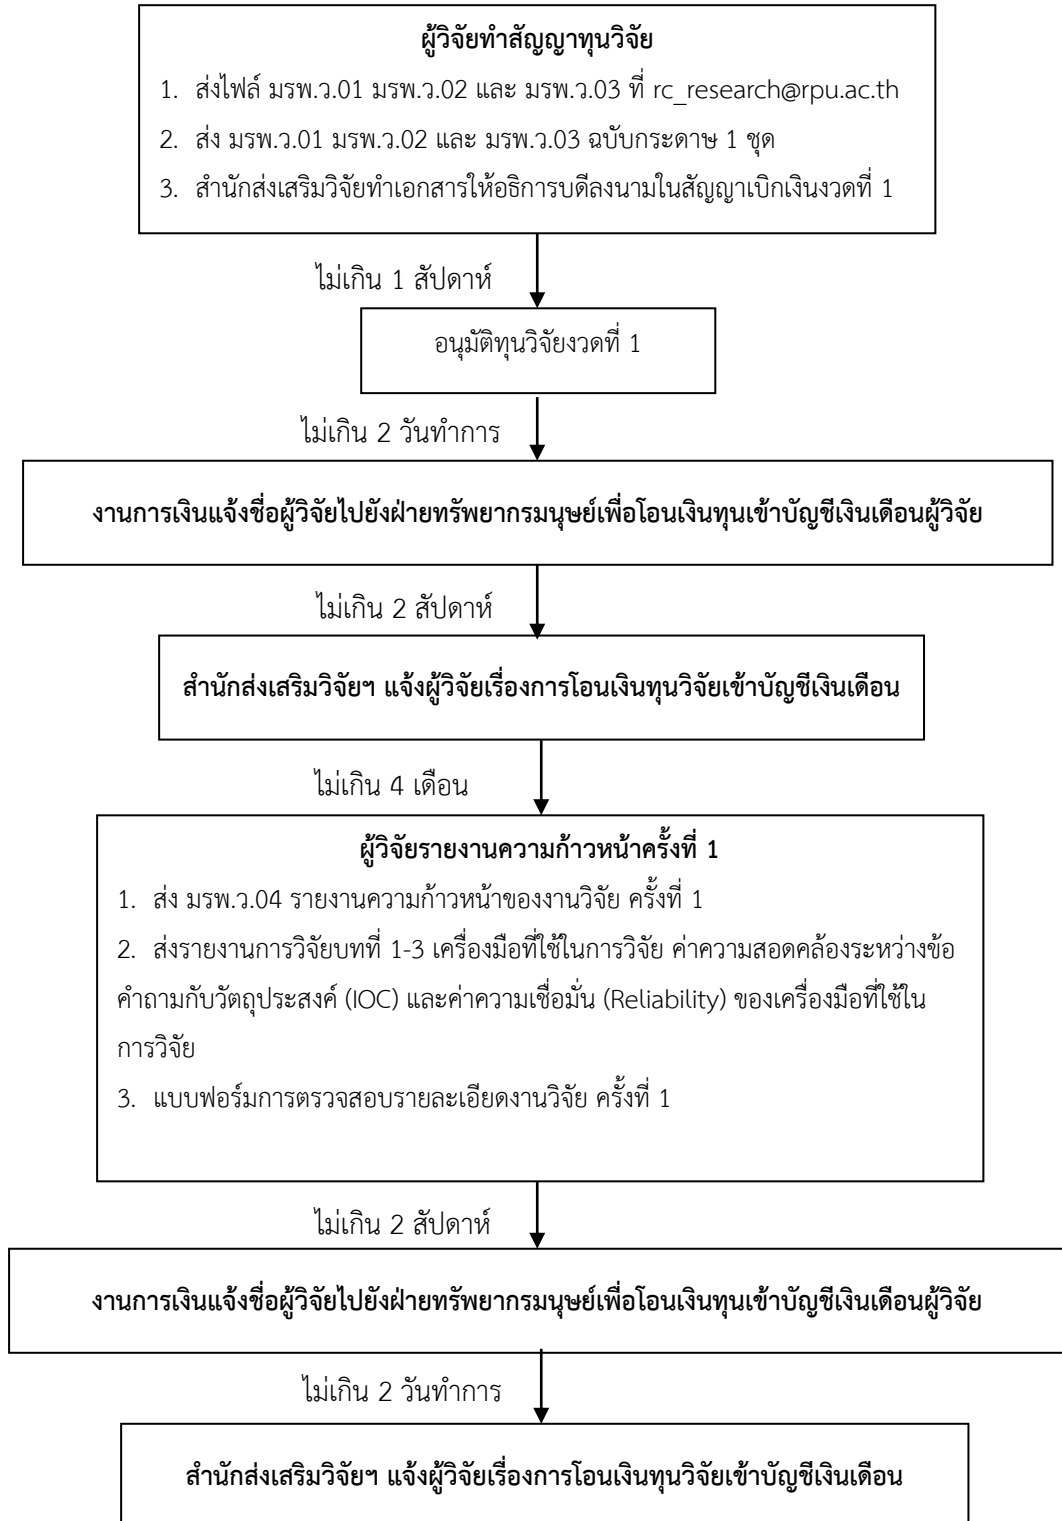 ผู้วิจัยทำสัญญาทุนวิจัย
1. ส่งไฟล์ มรพ.ว.01 มรพ.ว.02 และ มรพ.ว.03 ที่ rc_research@rpu.ac.th
2. ส่ง มรพ.ว.01 มรพ.ว.02 และ มรพ.ว.03 ฉบับกระดาษ 1 ชุด
3. สำนักส่งเสริมวิจัยทำเอกสารให้อธิการบดีลงนามในสัญญาเบิกเงินงวดที่ 1
ไม่เกิน 1 สัปดาห์
อนุมัติทุนวิจัยงวดที่ 1
ไม่เกิน 2 วันทำการ
งานการเงินแจ้งชื่อผู้วิจัยไปยังฝ่ายทรัพยากรมนุษย์เพื่อโอนเงินทุนเข้าบัญชีเงินเดือนผู้วิจัย
ไม่เกิน 2 สัปดาห์
สำนักส่งเสริมวิจัยฯ แจ้งผู้วิจัยเรื่องการโอนเงินทุนวิจัยเข้าบัญชีเงินเดือน
ไม่เกิน 4 เดือน
ผู้วิจัยรายงานความก้าวหน้าครั้งที่ 1
1. ส่ง มรพ.ว.04 รายงานความก้าวหน้าของงานวิจัย ครั้งที่ 1
2. ส่งรายงานการวิจัยบทที่ 1-3 เครื่องมือที่ใช้ในการวิจัย ค่าความสอดคล้องระหว่างข้อ
คำถามกับวัตถุประสงค์ (IOC) และค่าความเชื่อมั่น (Reliability) ของเครื่องมือที่ใช้ใน
การวิจัย
3. แบบฟอร์มการตรวจสอบรายละเอียดงานวิจัย ครั้งที่ 1
ไม่เกิน 2 สัปดาห์
งานการเงินแจ้งชื่อผู้วิจัยไปยังฝ่ายทรัพยากรมนุษย์เพื่อโอนเงินทุนเข้าบัญชีเงินเดือนผู้วิจัย
ไม่เกิน 2 วันทำการ
สำนักส่งเสริมวิจัยฯ แจ้งผู้วิจัยเรื่องการโอนเงินทุนวิจัยเข้าบัญชีเงินเดือน